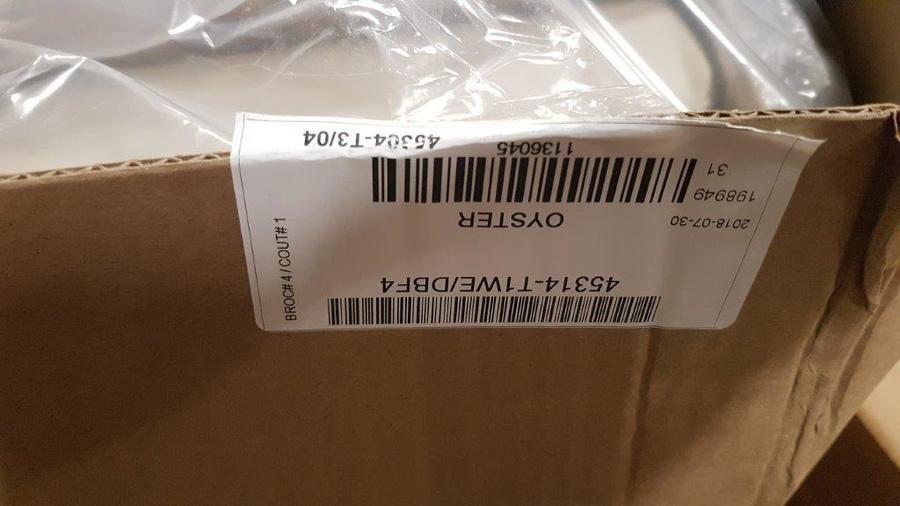 45314-T1WE/DBF4
2018-07-30
OYSTER
198949
31
1136045
45304-T3/04
BROC# 4 / COUT# 1